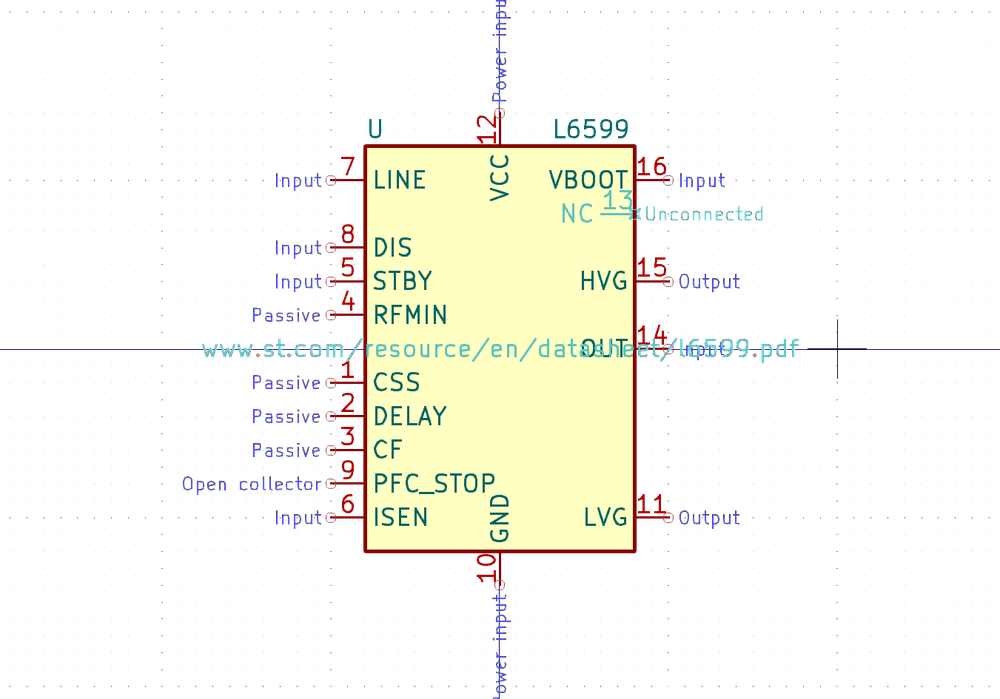 Power input
12
U L6599
VCC
Input 7 LINE VBOOT 16 Input
NC 13 Unconnected
Input 8 DIS
Input 5 STBY HVG 15 Output
Passive 4 RFMIN
www.st.com/resource/en/datasheet/l6599.pdf
OUT 14 Input
Passive 1 CSS
Passive 2 DELAY
Passive 3 CF
Open collector 9 PFC_STOP
Input 6 ISEN LVG 11 Output
GND
10
ower input